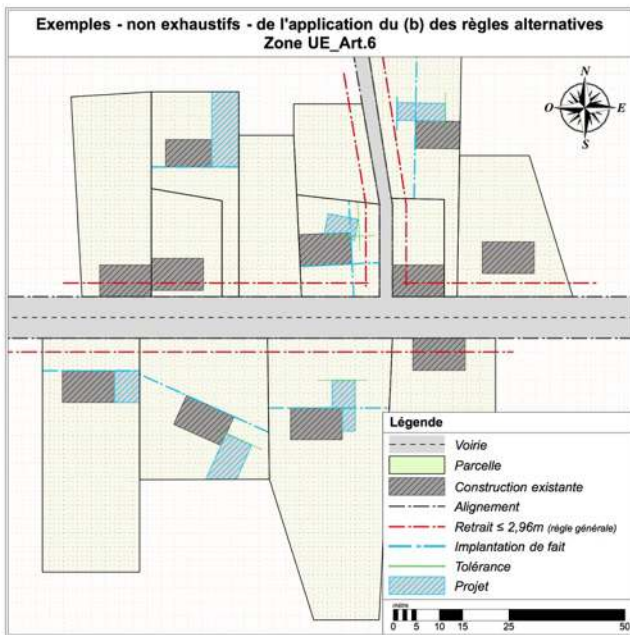 Exemples - non exhaustifs - de l'application du (b) des règles alternatives
Zone UE_Art.6
N
O
E
S
Légende
Voirie
Parcelle
Construction existante
Alignement
Retrait ≤ 2,96m (règle générale)
Implantation de fait
Tolérance
Projet
mètre
0 5 10 15 25 50